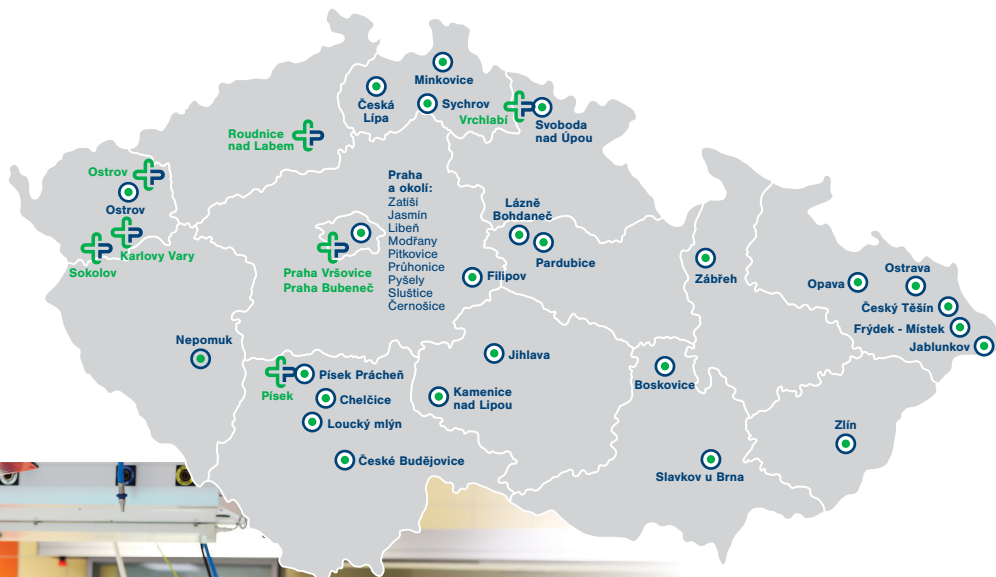 Minkovice
Česká
Lípa
Sychrov
Vrchlabí
Svoboda
nad Úpou
Roudnice
nad Labem
Ostrov
Ostrov
Karlovy Vary
Sokolov
Praha
a okolí:
Zatiší
Jasmín
Libeň
Modřany
Pitkovice
Průhonice
Pyšely
Sluštice
Černošice
Praha Vršovice
Praha Bubeneč
Lázně
Bohdaneč
Pardubice
Filipov
Zábřeh
Opava
Ostrava
Český Těšín
Frýdek - Místek
Jablunkov
Nepomuk
Písek
Písek Prácheň
Chelčice
Loucký mlýn
České Budějovice
Jihlava
Kamenice
nad Lipou
Boskovice
Slavkov u Brna
Zlín